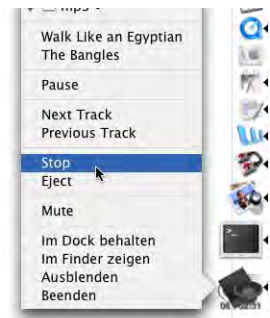 Walk Like an Egyptian
The Bangles
Pause
Next Track
Previous Track
Stop
Eject
Mute
Im Dock behalten
Im Finder zeigen
Ausblenden
Beenden